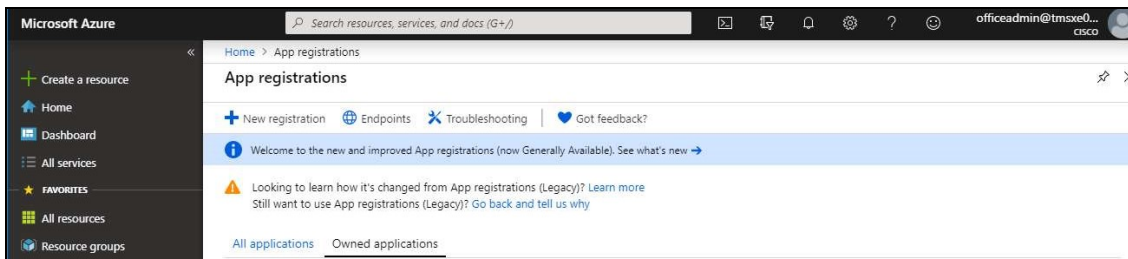 Microsoft Azure
Search resources, services, and docs (G+/)
officeadmin@tmsxe0...
CISCO
Create a resource
Home
Dashboard
All services
FAVORITES
All resources
Resource groups
Home > App registrations
App registrations
New registration Endpoints Troubleshooting Got feedback?
Welcome to the new and improved App registrations (now Generally Available). See what's new →
Looking to learn how it's changed from App registrations (Legacy)? Learn more
Still want to use App registrations (Legacy)? Go back and tell us why
All applications Owned applications